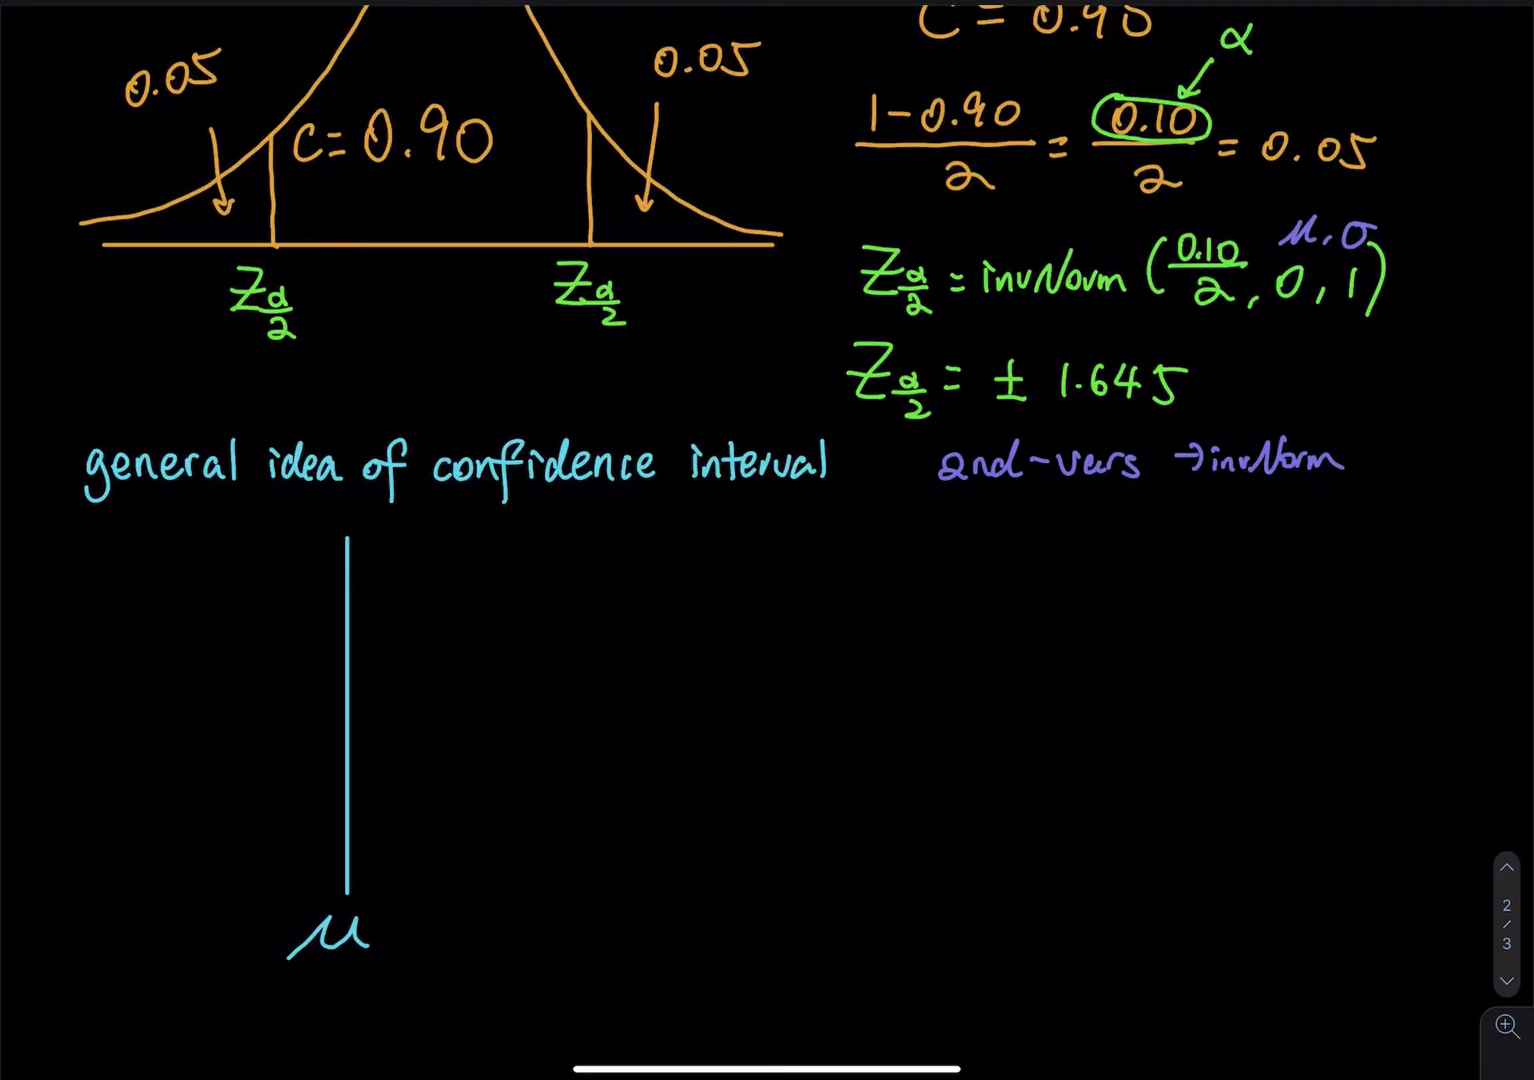 C = 0.90
α
0.05
0.05
C = 0.90
1-0.90 / 2 = 0.10 / 2 = 0.05
μ, σ
Z α/2
Z α/2
Z α/2 = invNorm (0.10/2, 0, 1)
Z α/2 = ± 1.645
general idea of confidence interval
2nd-vars → invNorm
μ
2
/
3